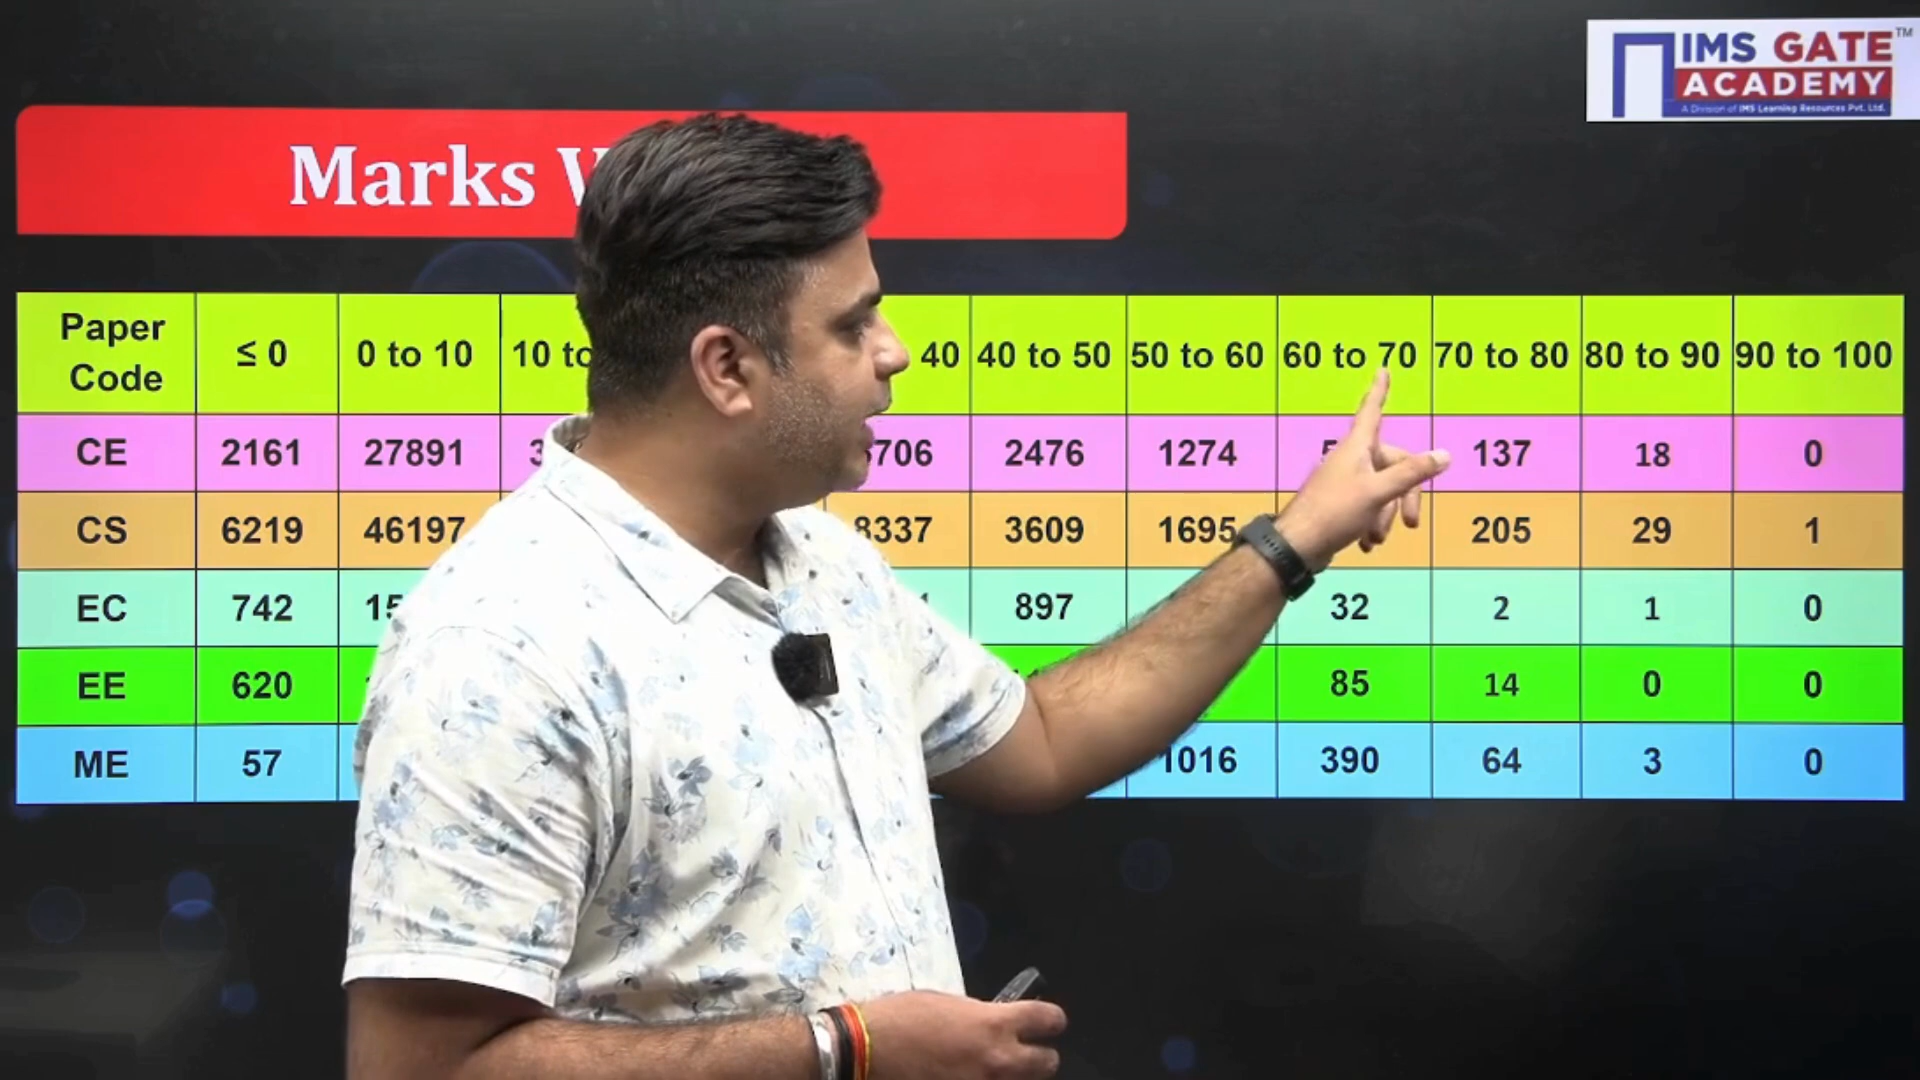 IMS GATE
ACADEMY
TM
A Division of IMS Learning Resources Pvt. Ltd.
Marks
Paper Code ≤ 0 0 to 10 10 to 40 40 to 50 50 to 60 60 to 70 70 to 80 80 to 90 90 to 100
CE 2161 27891 2476 1274 137 18 0
CS 6219 46197 3609 1695 205 29 1
EC 742 897 32 2 1 0
EE 620 85 14 0 0
ME 57 1016 390 64 3 0